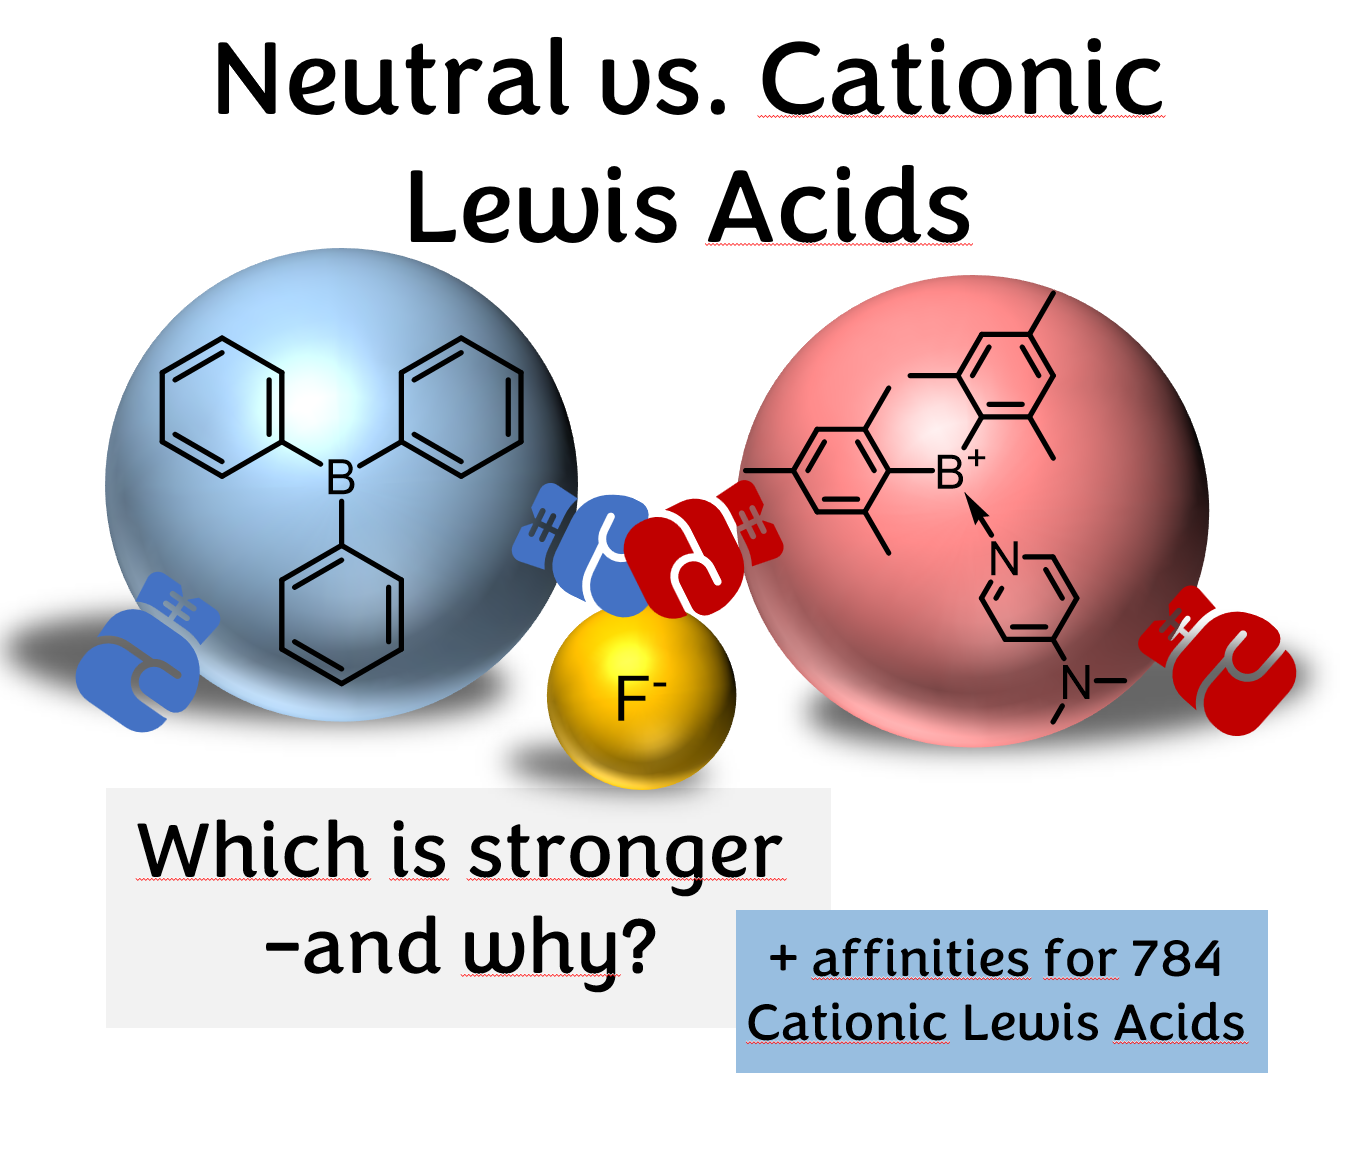 Neutral vs. Cationic
Lewis Acids
B
B+
N
N
F-
Which is stronger
-and why?
+ affinities for 784
Cationic Lewis Acids